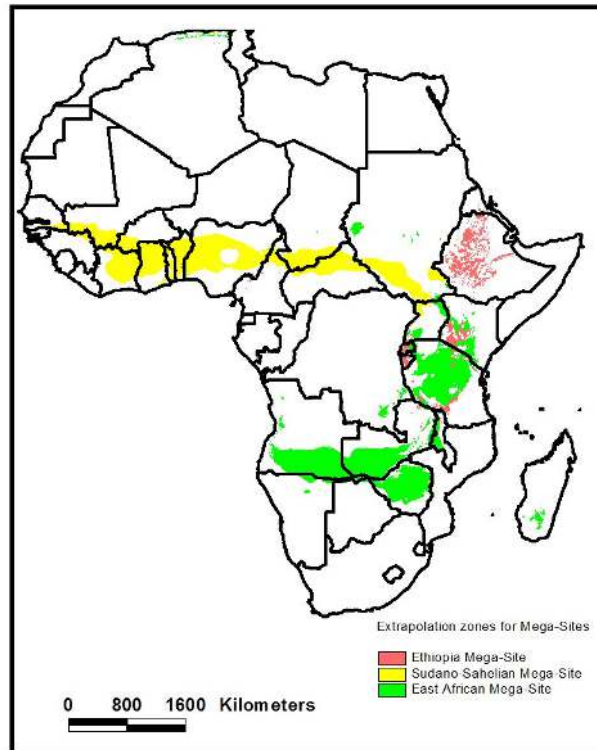 Extrapolation zones for Mega-Sites
Ethiopia Mega-Site
Sudano-Sahelian Mega-Site
East African Mega-Site
0 800 1600 Kilometers